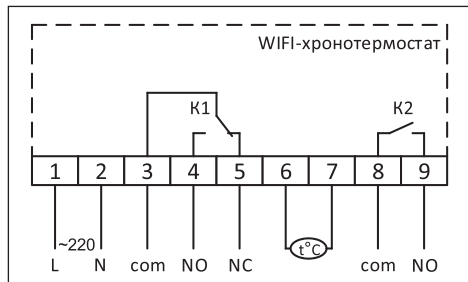 WIFI-хронотермостат
K1 K2
1 2 3 4 5 6 7 8 9
~220 t°C
L N com NO NC com NO